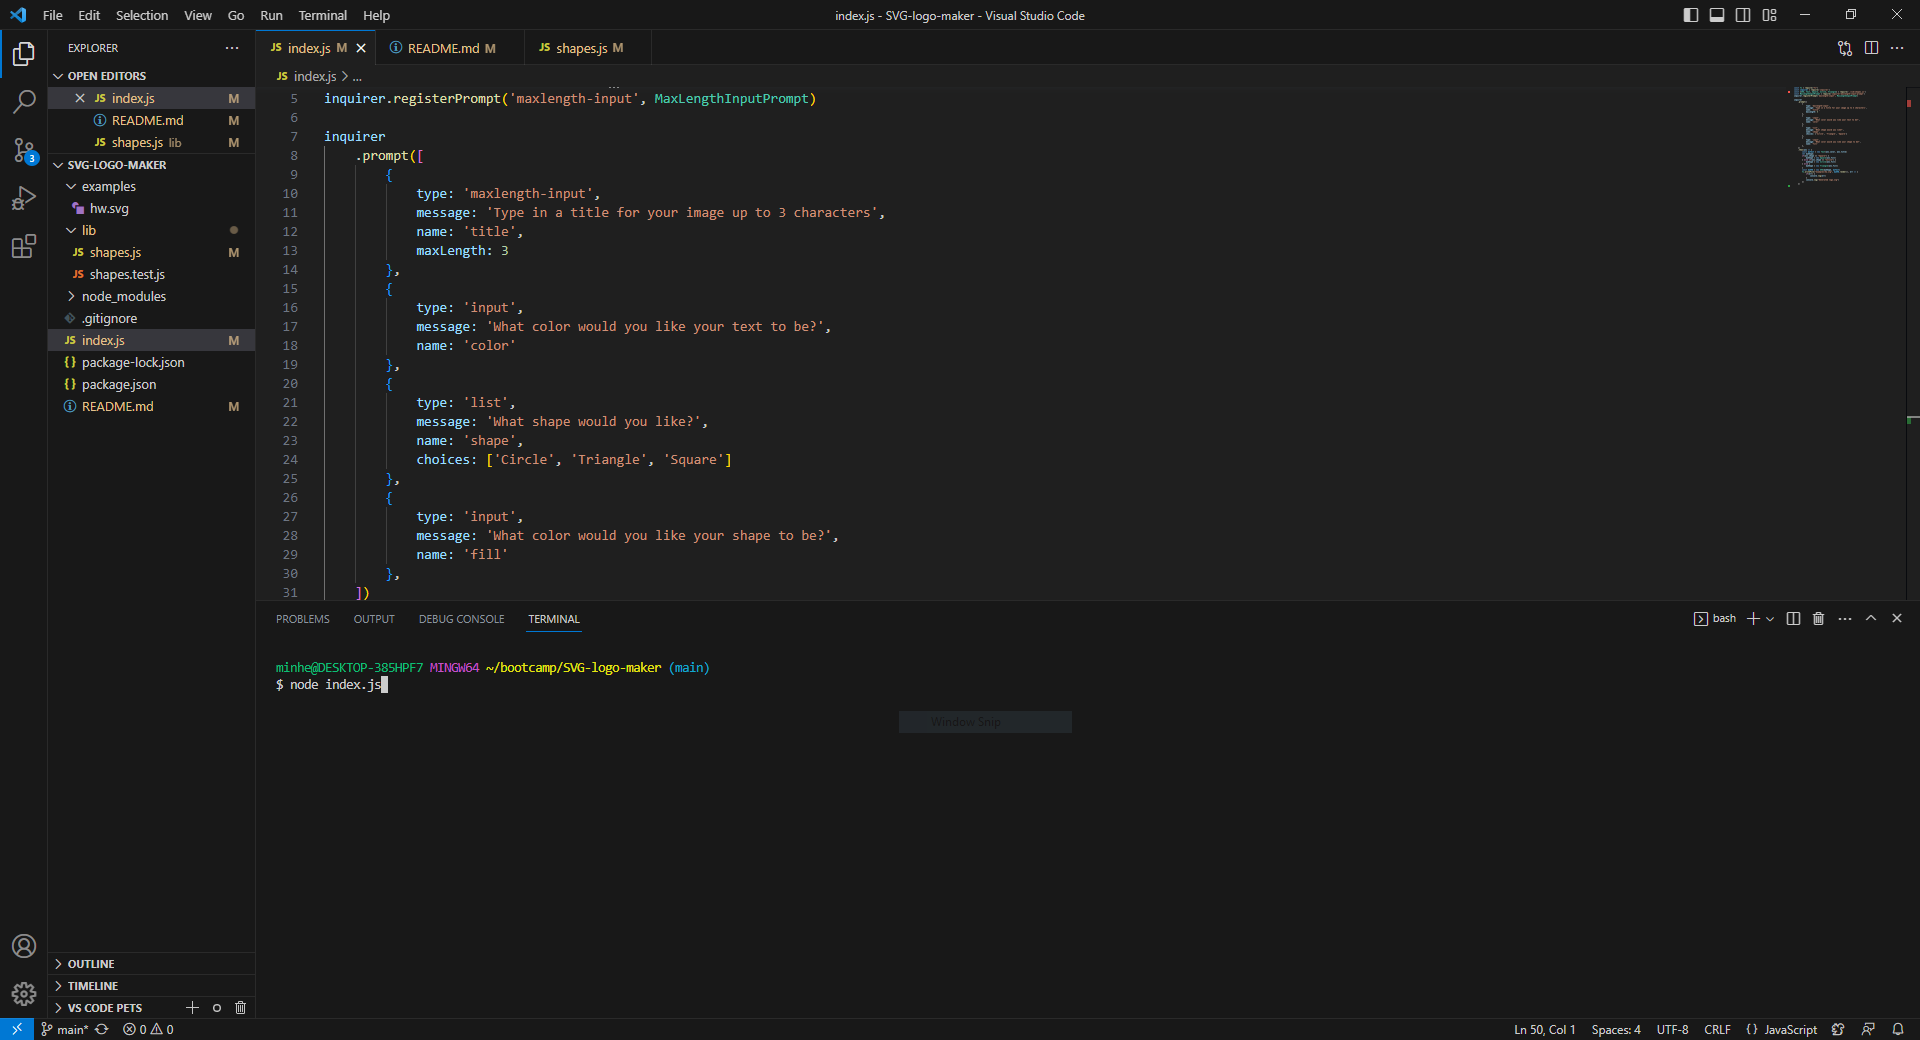 File Edit Selection View Go Run Terminal Help
index.js - SVG-logo-maker - Visual Studio Code
EXPLORER
OPEN EDITORS
JS index.js M
README.md M
JS shapes.js lib M
SVG-LOGO-MAKER
examples
hw.svg
lib
JS shapes.js M
JS shapes.test.js
node_modules
.gitignore
JS index.js M
{} package-lock.json
{} package.json
README.md M
OUTLINE
TIMELINE
VS CODE PETS
3
JS index.js M
README.md M
JS shapes.js M
JS index.js > ...
5 inquirer.registerPrompt('maxlength-input', MaxLengthInputPrompt)
6
7 inquirer
8 .prompt([
9 {
10 type: 'maxlength-input',
11 message: 'Type in a title for your image up to 3 characters',
12 name: 'title',
13 maxLength: 3
14 },
15 {
16 type: 'input',
17 message: 'What color would you like your text to be?',
18 name: 'color'
19 },
20 {
21 type: 'list',
22 message: 'What shape would you like?',
23 name: 'shape',
24 choices: ['Circle', 'Triangle', 'Square']
25 },
26 {
27 type: 'input',
28 message: 'What color would you like your shape to be?',
29 name: 'fill'
30 },
31 ])
PROBLEMS OUTPUT DEBUG CONSOLE TERMINAL
bash
minhe@DESKTOP-385HPF7 MINGW64 ~/bootcamp/SVG-logo-maker (main)
$ node index.js
Window Snip
main* 0 0
Ln 50, Col 1 Spaces: 4 UTF-8 CRLF {} JavaScript